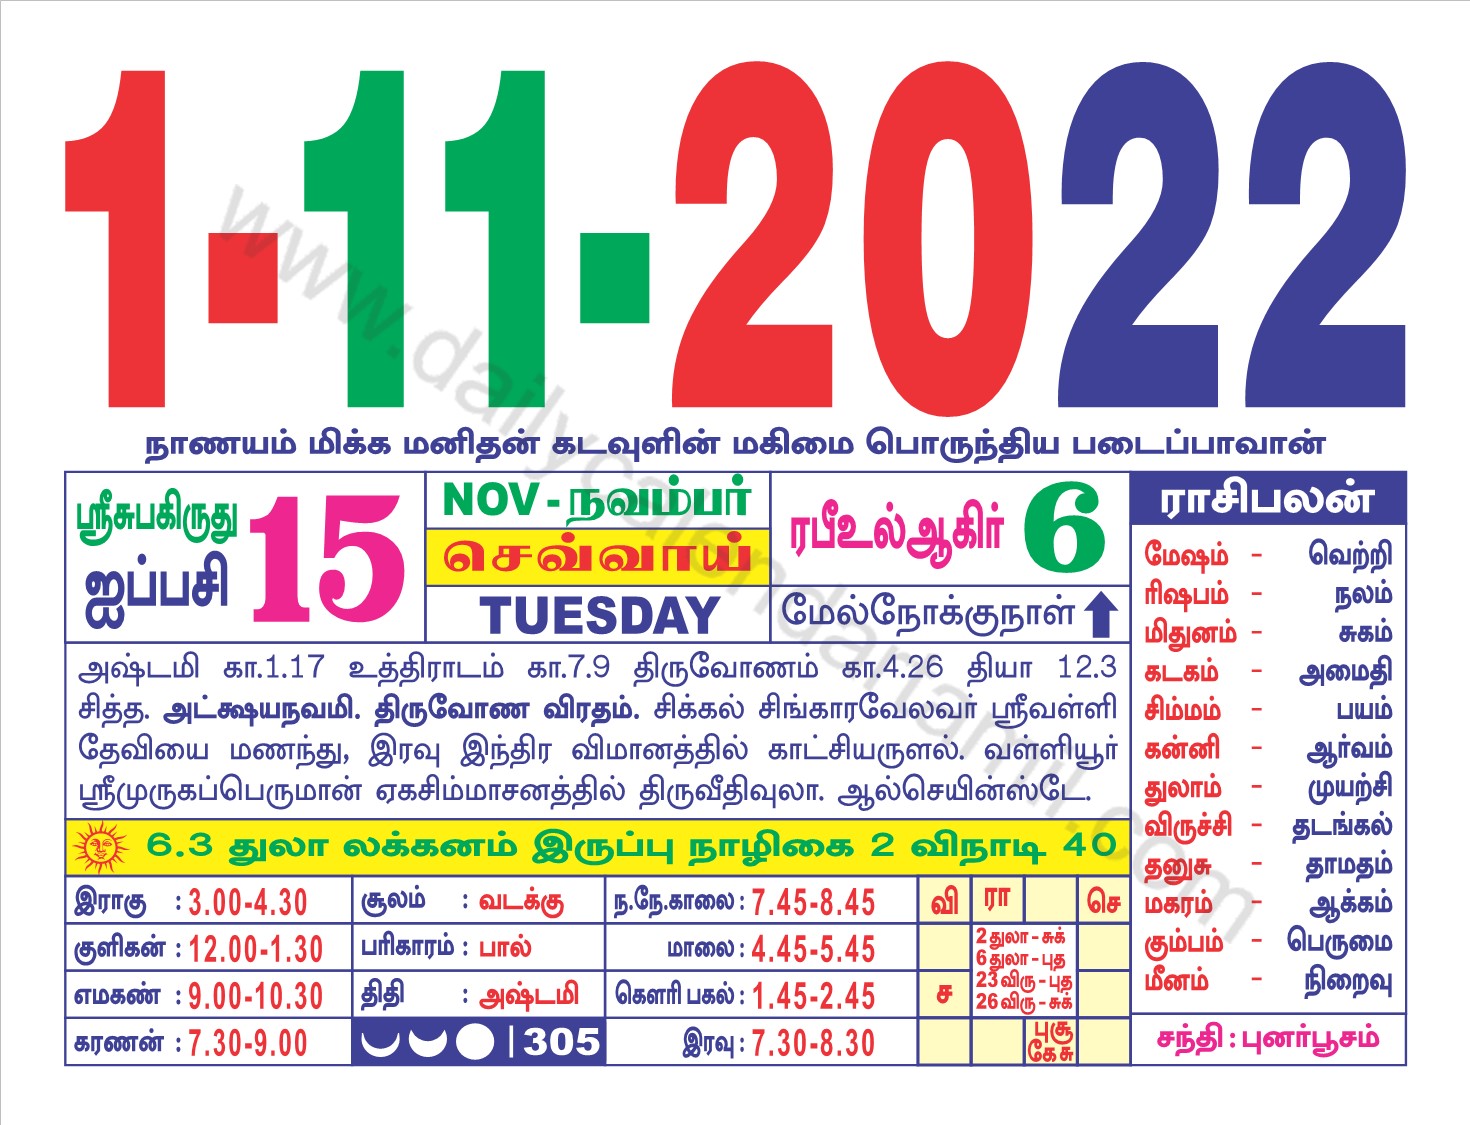 1-11-2022
நாணயம் மிக்க மனிதன் கடவுளின் மகிமை பொருந்திய படைப்பாவான்
ஸ்ரீசுபகிருது
ஐப்பசி 15
NOV - நவம்பர்
செவ்வாய்
TUESDAY
ரபீஉல்ஆகிர் 6
மேல்நோக்குநாள்
அஷ்டமி கா.1.17 உத்திராடம் கா.7.9 திருவோணம் கா.4.26 தியா 12.3
சித்த. அட்க்ஷயநவமி. திருவோண விரதம். சிக்கல் சிங்காரவேலவர் ஸ்ரீவள்ளி
தேவியை மணந்து, இரவு இந்திர விமானத்தில் காட்சியருளல். வள்ளியூர்
ஸ்ரீமுருகப்பெருமான் ஏகசிம்மாசனத்தில் திருவீதிவுலா. ஆல்செயின்ஸ்டே.
6.3 துலா லக்கனம் இருப்பு நாழிகை 2 விநாடி 40
இராகு : 3.00-4.30
குளிகன் : 12.00-1.30
எமகண் : 9.00-10.30
கரணன் : 7.30-9.00
சூலம் : வடக்கு
பரிகாரம் : பால்
திதி : அஷ்டமி
305
ந.நே.காலை : 7.45-8.45
மாலை : 4.45-5.45
கௌரி பகல் : 1.45-2.45
இரவு : 7.30-8.30
வி ரா செ
2 துலா - சுக்
6 துலா - புத
23 விரு - புத
26 விரு - சுக்
ச
பு சூ
கே சு
ராசிபலன்
மேஷம் - வெற்றி
ரிஷபம் - நலம்
மிதுனம் - சுகம்
கடகம் - அமைதி
சிம்மம் - பயம்
கன்னி - ஆர்வம்
துலாம் - முயற்சி
விருச்சி - தடங்கல்
தனுசு - தாமதம்
மகரம் - ஆக்கம்
கும்பம் - பெருமை
மீனம் - நிறைவு
சந்தி : புனர்பூசம்
www.dailycalendartamil.com